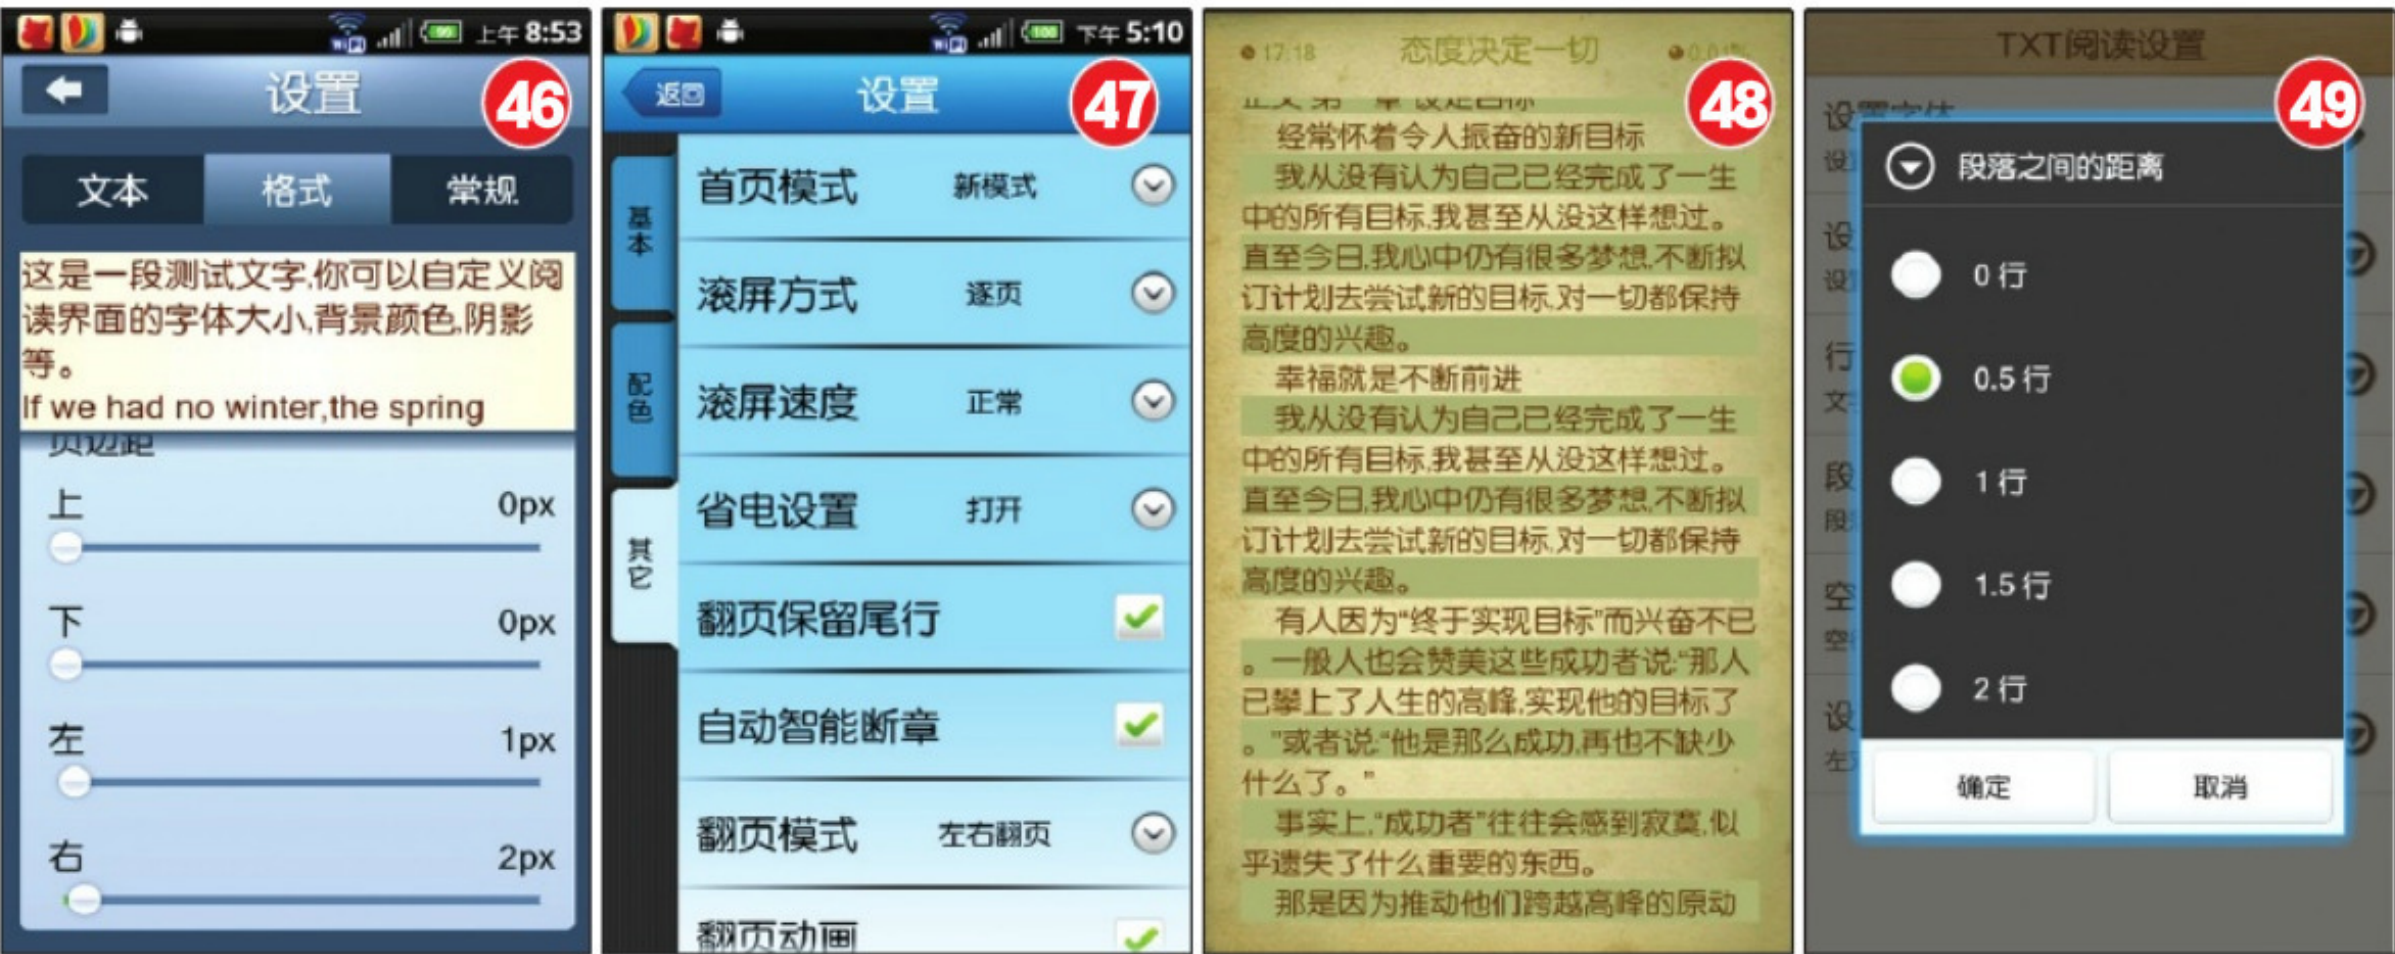 上午 8:53
设置
46
文本
格式
常规
这是一段测试文字,你可以自定义阅
读界面的字体大小,背景颜色,阴影
等。
If we had no winter,the spring
页边距
上 0px
下 0px
左 1px
右 2px
下午 5:10
返回
设置
47
基本
配色
其它
首页模式 新模式
滚屏方式 逐页
滚屏速度 正常
省电设置 打开
翻页保留尾行
自动智能断章
翻页模式 左右翻页
翻页动画
17:18 态度决定一切 0.01%
48
正文 第一章 设定目标
经常怀着令人振奋的新目标
我从没有认为自己已经完成了一生
中的所有目标,我甚至从没这样想过。
直至今日,我心中仍有很多梦想,不断拟
订计划去尝试新的目标,对一切都保持
高度的兴趣。
幸福就是不断前进
我从没有认为自己已经完成了一生
中的所有目标,我甚至从没这样想过。
直至今日,我心中仍有很多梦想,不断拟
订计划去尝试新的目标,对一切都保持
高度的兴趣。
有人因为“终于实现目标”而兴奋不已
。一般人也会赞美这些成功者说:“那人
已攀上了人生的高峰,实现他的目标了
。”或者说:“他是那么成功,再也不缺少
什么了。”
事实上,“成功者”往往会感到寂寞,似
乎遗失了什么重要的东西。
那是因为推动他们跨越高峰的原动
TXT阅读设置
49
设置字体
段落之间的距离
0 行
0.5 行
1 行
1.5 行
2 行
确定
取消